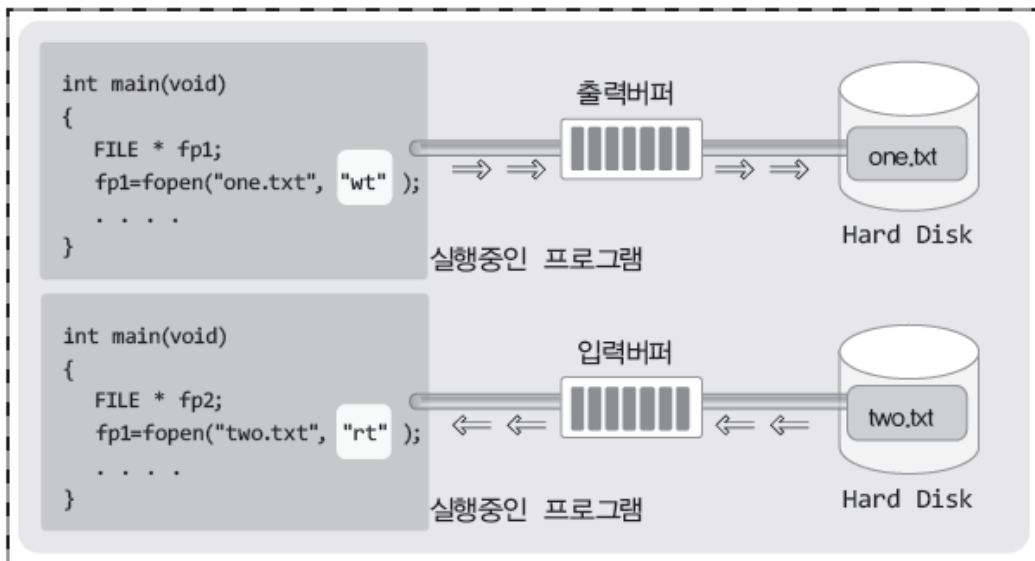 int main(void)
{
FILE * fp1;
fp1=fopen("one.txt", "wt" );
. . . .
}
출력버퍼
one.txt
Hard Disk
실행중인 프로그램
int main(void)
{
FILE * fp2;
fp1=fopen("two.txt", "rt" );
. . . .
}
입력버퍼
two.txt
Hard Disk
실행중인 프로그램